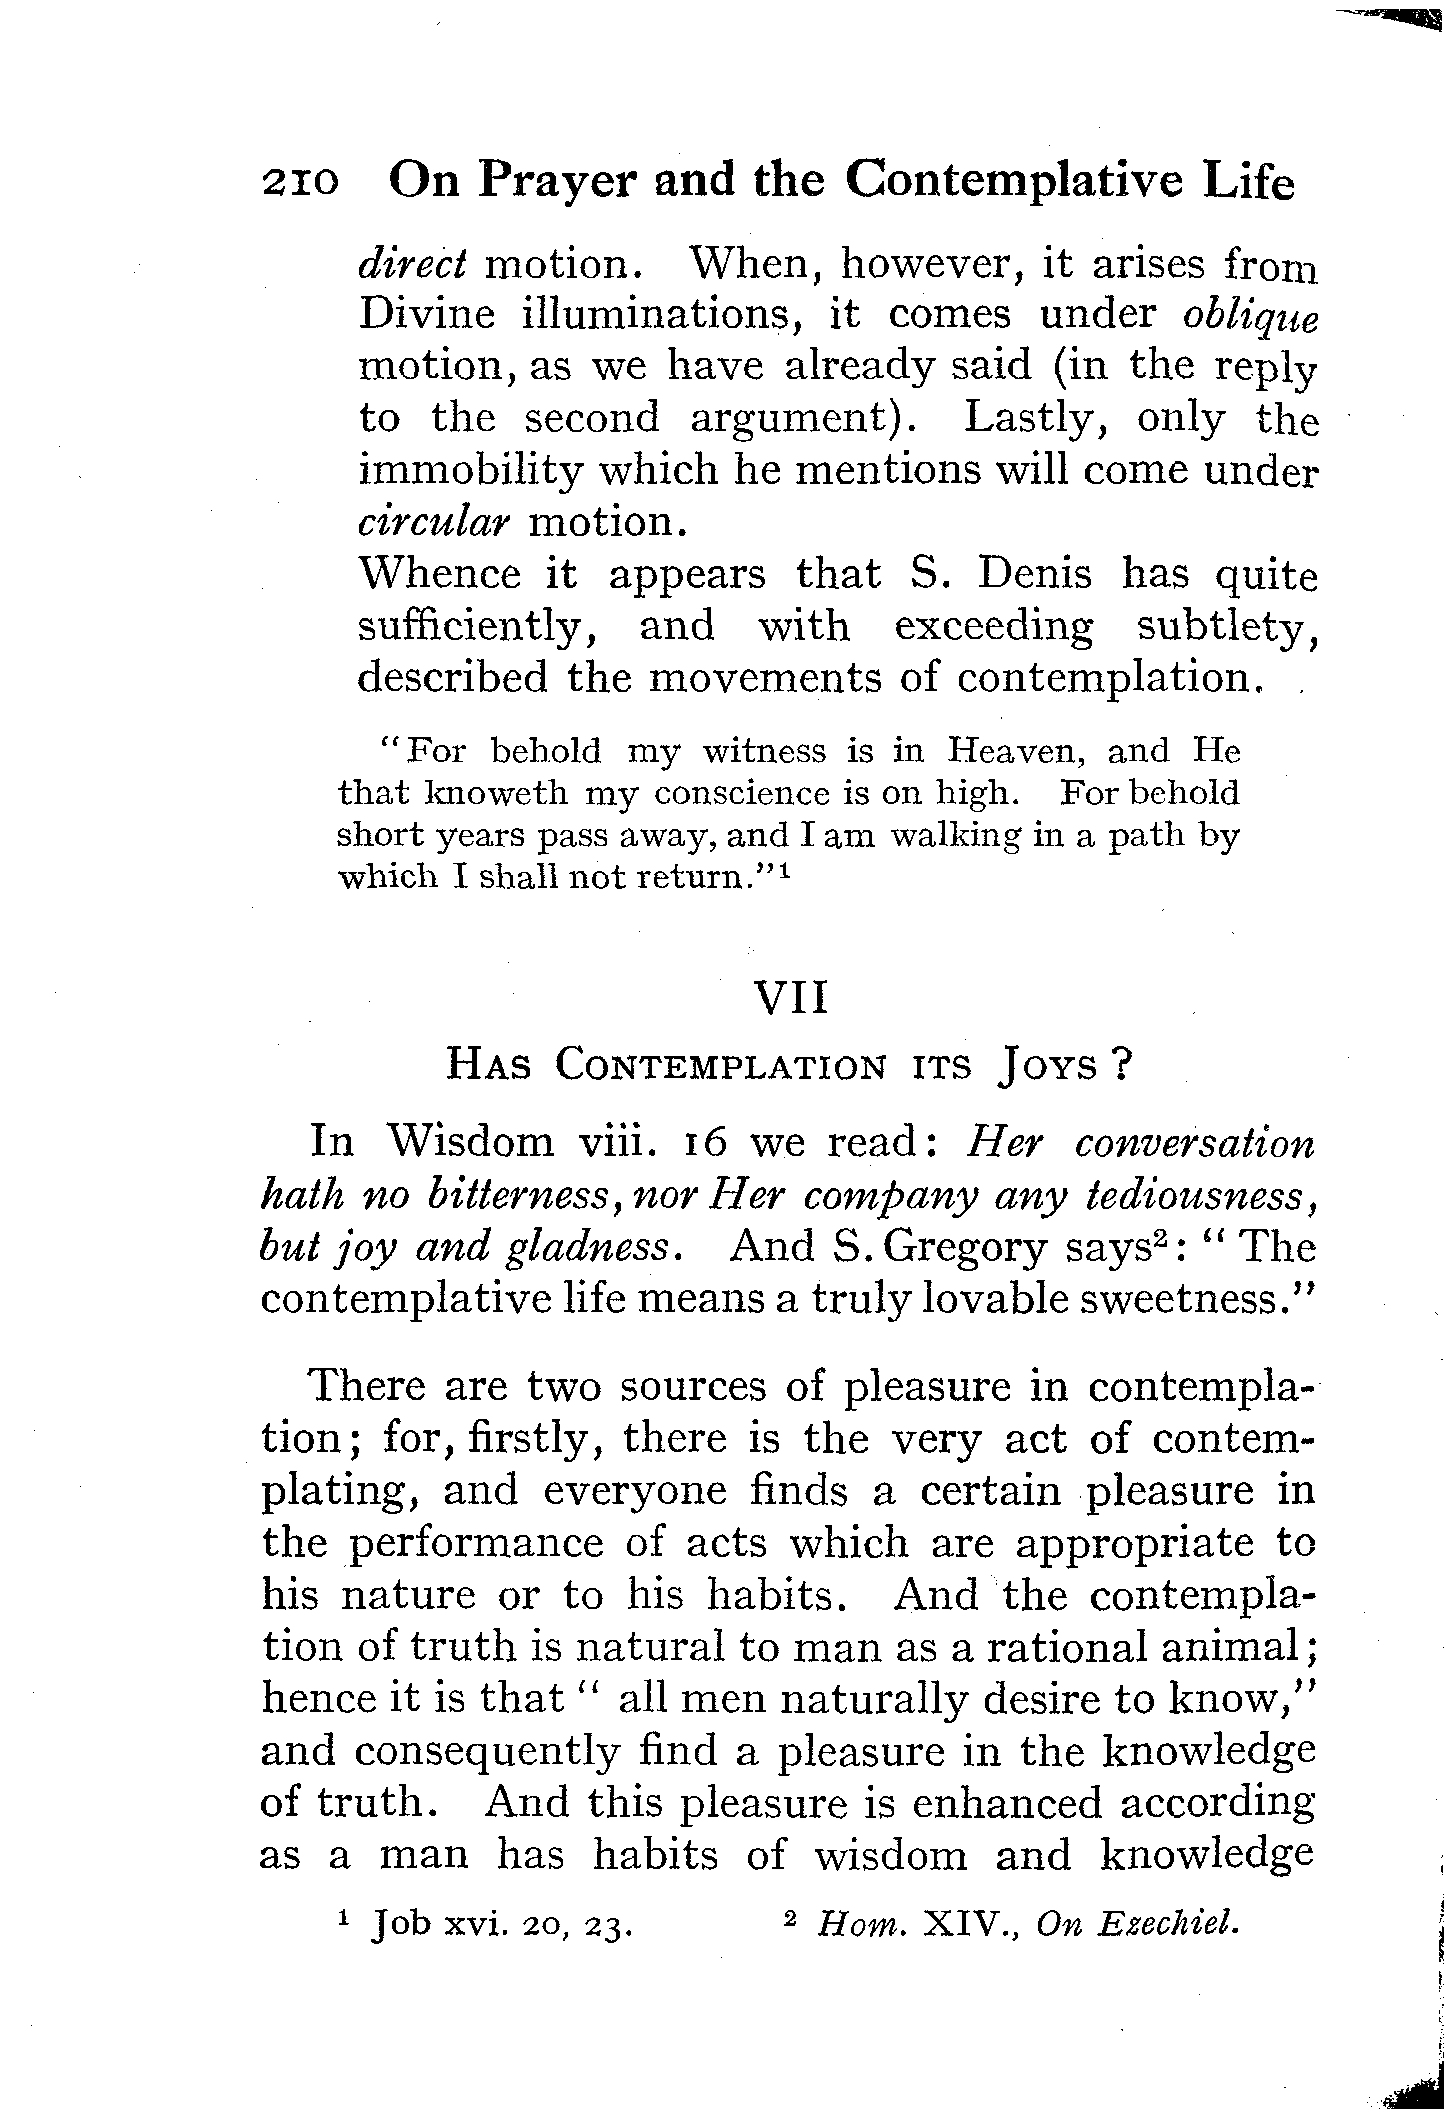 210 On Prayer and the Contemplative Life
direct motion. When, however, it arises from
Divine illuminations, it comes under oblique
motion, as we have already said (in the reply
to the second argument). Lastly, only the
immobility which he mentions will come under
circular motion.
Whence it appears that S. Denis has quite
sufficiently, and with exceeding subtlety,
described the movements of contemplation.
"For behold my witness is in Heaven, and He
that knoweth my conscience is on high. For behold
short years pass away, and I am walking in a path by
which I shall not return."¹
VII
HAS CONTEMPLATION ITS JOYS ?
In Wisdom viii. 16 we read: Her conversation
hath no bitterness, nor Her company any tediousness,
but joy and gladness. And S. Gregory says²: " The
contemplative life means a truly lovable sweetness."
There are two sources of pleasure in contempla-
tion; for, firstly, there is the very act of contem-
plating, and everyone finds a certain pleasure in
the performance of acts which are appropriate to
his nature or to his habits. And the contempla-
tion of truth is natural to man as a rational animal;
hence it is that " all men naturally desire to know,"
and consequently find a pleasure in the knowledge
of truth. And this pleasure is enhanced according
as a man has habits of wisdom and knowledge
¹ Job xvi. 20, 23. ² Hom. XIV., On Ezechiel.